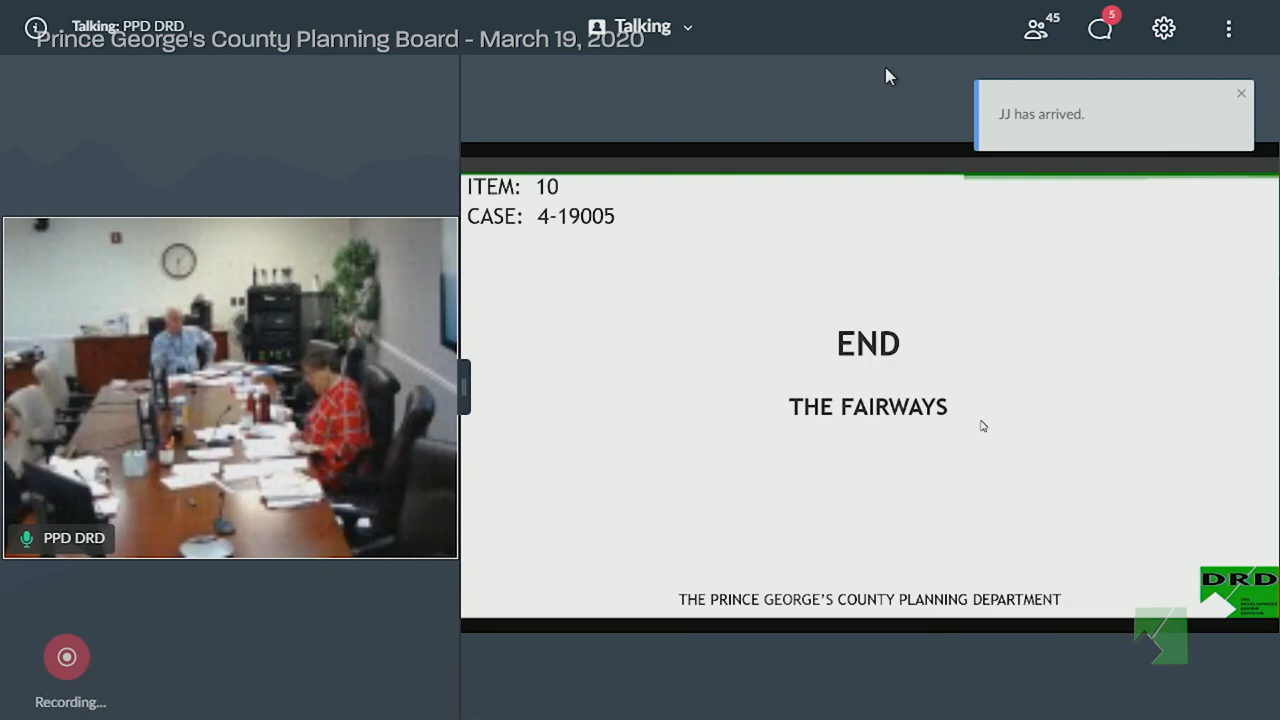 Talking: PPD DRD
Prince George's County Planning Board - March 19, 2020
Talking
45
5
JJ has arrived.
ITEM: 10
CASE: 4-19005
END
THE FAIRWAYS
PPD DRD
THE PRINCE GEORGE'S COUNTY PLANNING DEPARTMENT
DRD
Recording...